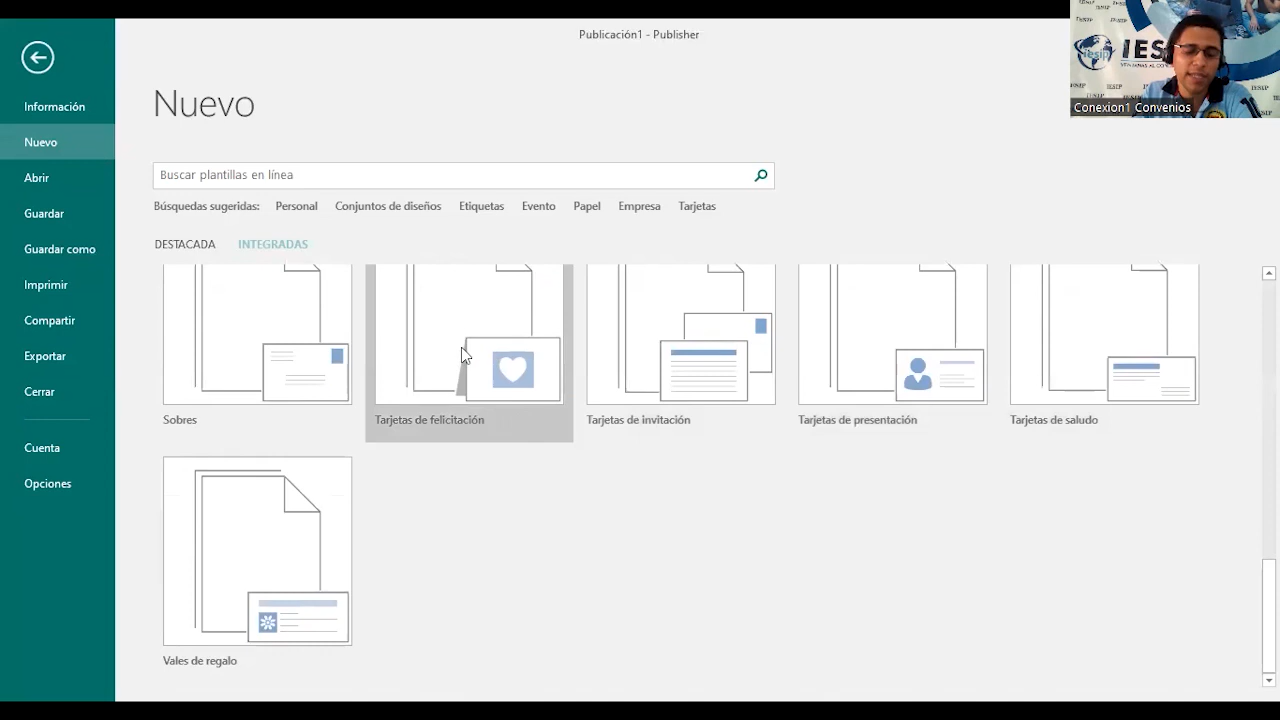 Publicación1 - Publisher
iesip
IES
Conexion1 Convenios
Información
Nuevo
Abrir
Guardar
Guardar como
Imprimir
Compartir
Exportar
Cerrar
Cuenta
Opciones
Nuevo
Buscar plantillas en línea
Búsquedas sugeridas: Personal Conjuntos de diseños Etiquetas Evento Papel Empresa Tarjetas
DESTACADA INTEGRADAS
Sobres Tarjetas de felicitación Tarjetas de invitación Tarjetas de presentación Tarjetas de saludo
Vales de regalo